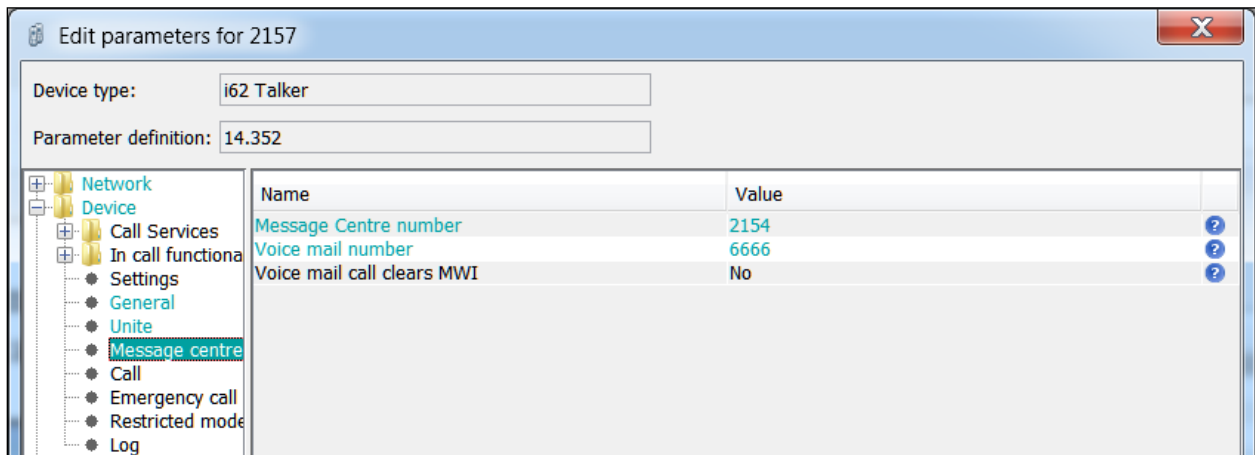 Edit parameters for 2157
X
Device type: i62 Talker
Parameter definition: 14.352
Network
Device
Call Services
In call functiona
Settings
General
Unite
Message centre
Call
Emergency call
Restricted mode
Log
Name Value
Message Centre number 2154 ?
Voice mail number 6666 ?
Voice mail call clears MWI No ?